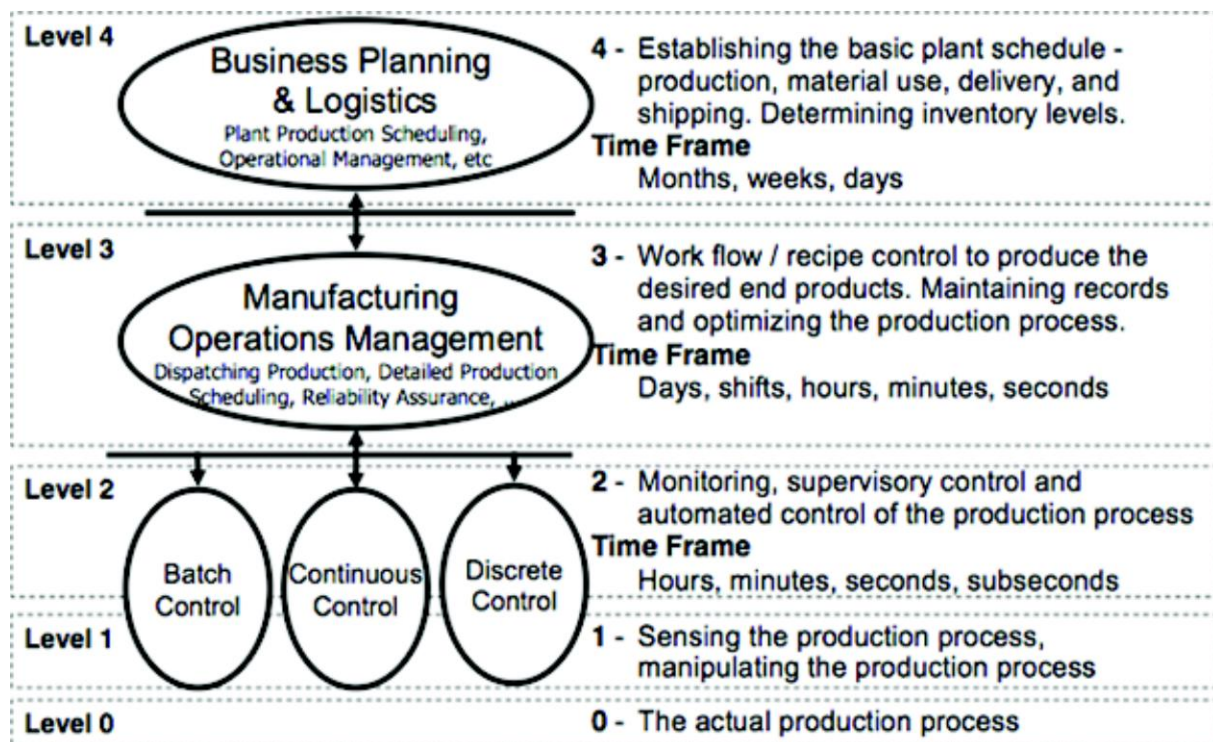 Level 4
Business Planning
& Logistics
Plant Production Scheduling,
Operational Management, etc
4 - Establishing the basic plant schedule -
production, material use, delivery, and
shipping. Determining inventory levels.
Time Frame
Months, weeks, days
Level 3
Manufacturing
Operations Management
Dispatching Production, Detailed Production
Scheduling, Reliability Assurance, ...
3 - Work flow / recipe control to produce the
desired end products. Maintaining records
and optimizing the production process.
Time Frame
Days, shifts, hours, minutes, seconds
Level 2
Batch
Control
Continuous
Control
Discrete
Control
2 - Monitoring, supervisory control and
automated control of the production process
Time Frame
Hours, minutes, seconds, subseconds
Level 1
1 - Sensing the production process,
manipulating the production process
Level 0
0 - The actual production process